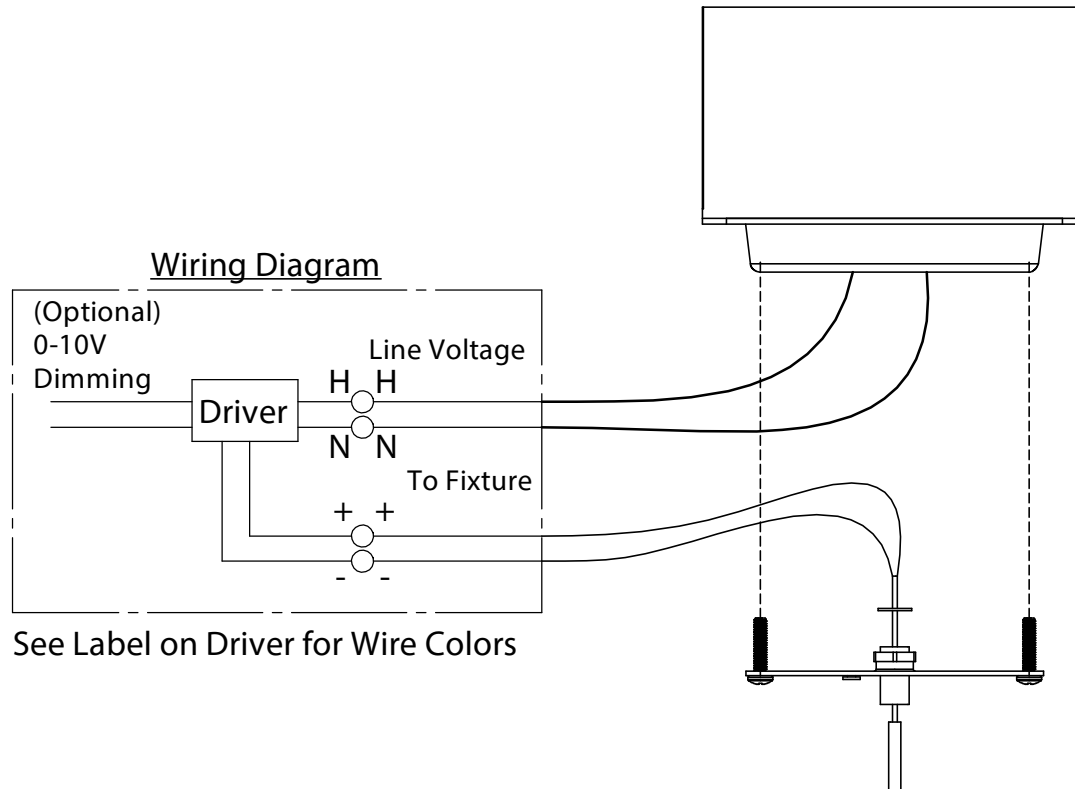 Wiring Diagram
(Optional)
0-10V
Dimming
Line Voltage
H H
Driver
N N
To Fixture
+ +
- -
See Label on Driver for Wire Colors